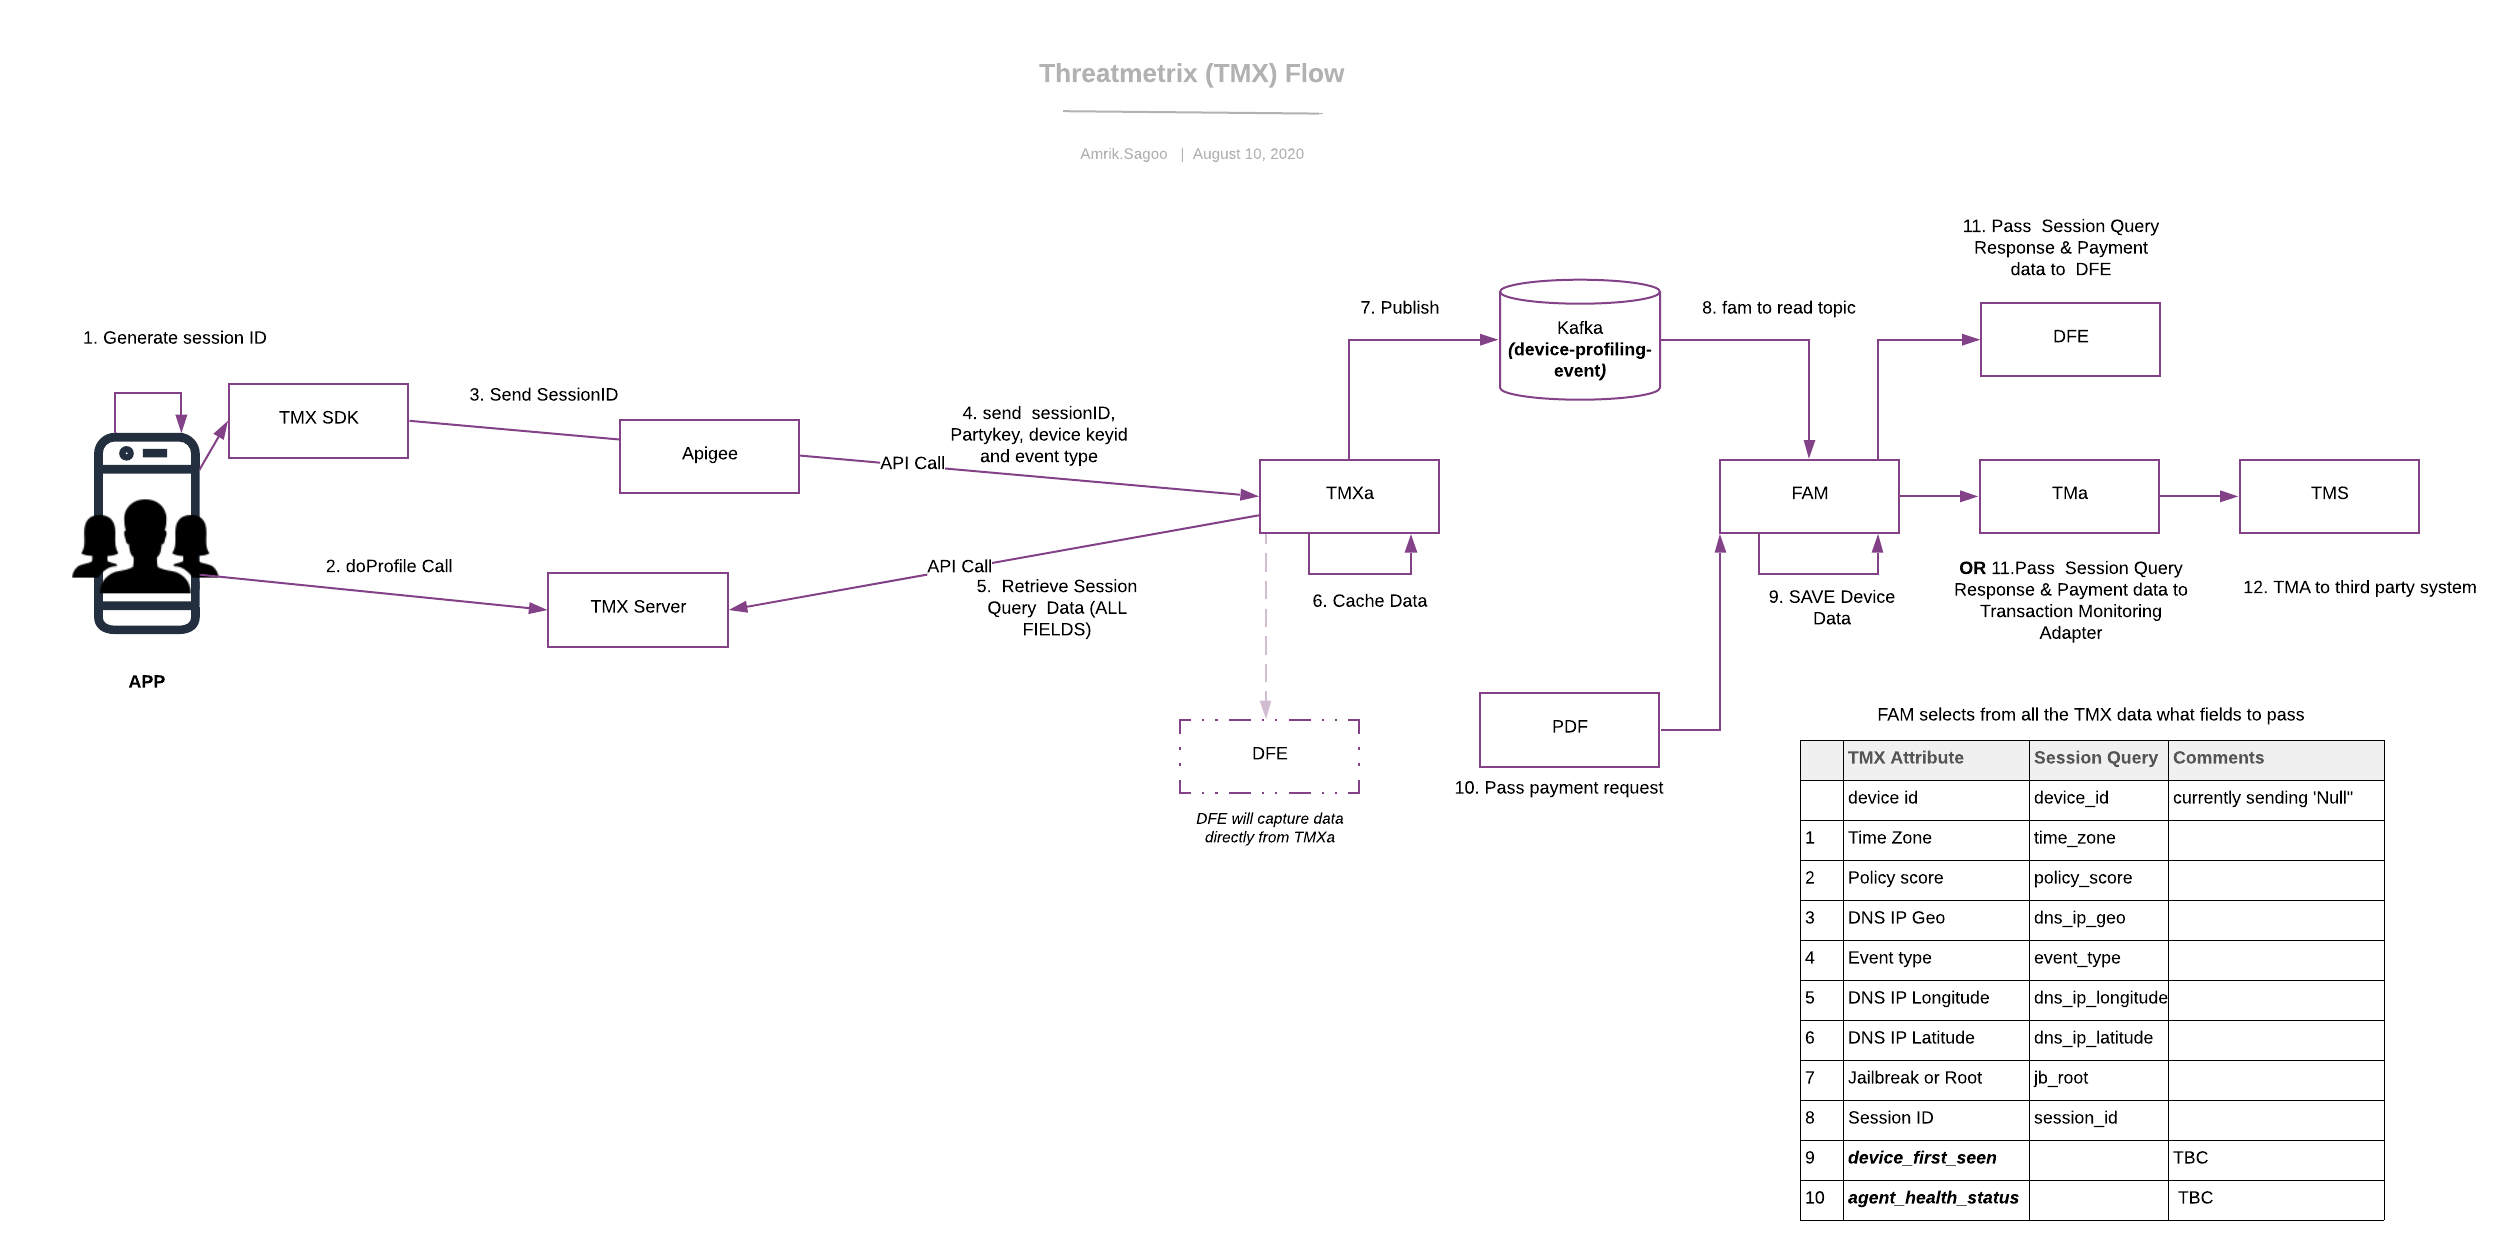 Threatmetrix (TMX) Flow
Amrik.Sagoo | August 10, 2020
1. Generate session ID
TMX SDK
3. Send SessionID
Apigee
4. send sessionID,
Partykey, device keyid
and event type
API Call
2. doProfile Call
TMX Server
API Call
5. Retrieve Session
Query Data (ALL
FIELDS)
APP
TMXa
6. Cache Data
7. Publish
Kafka
(device-profiling-
event)
8. fam to read topic
11. Pass Session Query
Response & Payment
data to DFE
DFE
FAM
TMa
TMS
9. SAVE Device
Data
OR 11.Pass Session Query
Response & Payment data to
Transaction Monitoring
Adapter
12. TMA to third party system
DFE
DFE will capture data
directly from TMXa
PDF
10. Pass payment request
FAM selects from all the TMX data what fields to pass
TMX Attribute Session Query Comments
device id device_id currently sending 'Null"
1 Time Zone time_zone
2 Policy score policy_score
3 DNS IP Geo dns_ip_geo
4 Event type event_type
5 DNS IP Longitude dns_ip_longitude
6 DNS IP Latitude dns_ip_latitude
7 Jailbreak or Root jb_root
8 Session ID session_id
9 device_first_seen TBC
10 agent_health_status TBC